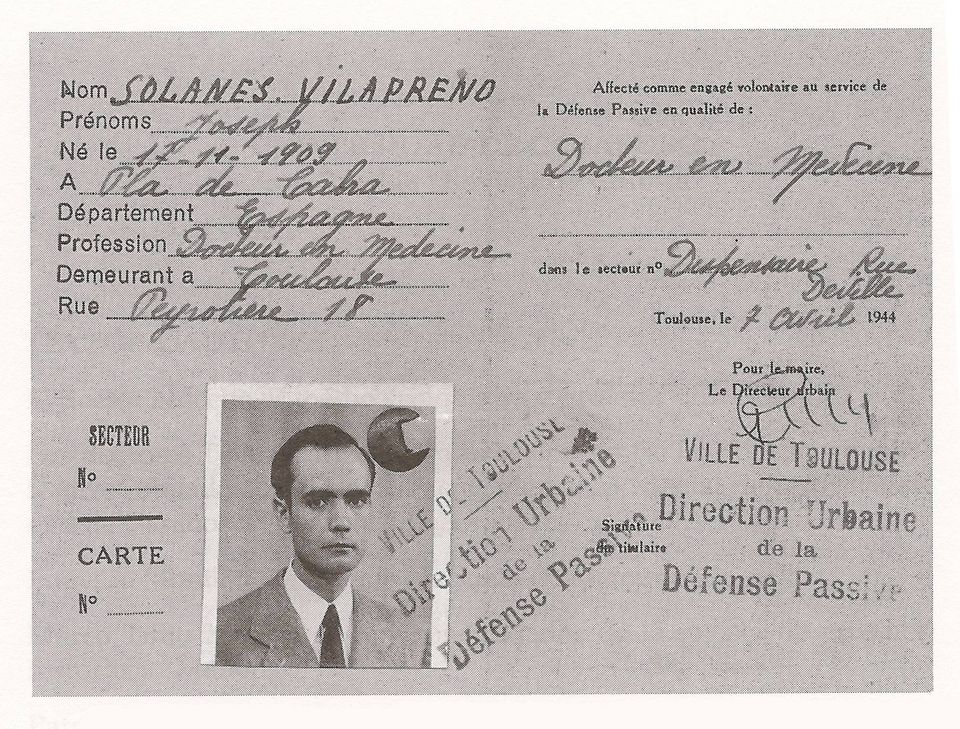 Nom SOLANES. VILAPRENO
Prénoms Joseph
Né le 17-11-1909
A Pla de Cabra
Département Espagne
Profession Docteur en Medecine
Demeurant a Toulouse
Rue Peyrolière 18
SECTEUR
No
CARTE
No
VILLE DE TOULOUSE
Direction Urbaine
de la
Défense Passive
Affecté comme engagé volontaire au service de
la Défense Passive en qualité de :
Docteur en Medecine
dans le secteur no Dispensaire Rue
Deville
Toulouse, le 7 avril 1944
Pour le maire,
Le Directeur urbain
VILLE DE TOULOUSE
Signature
du titulaire
Direction Urbaine
de la
Défense Passive